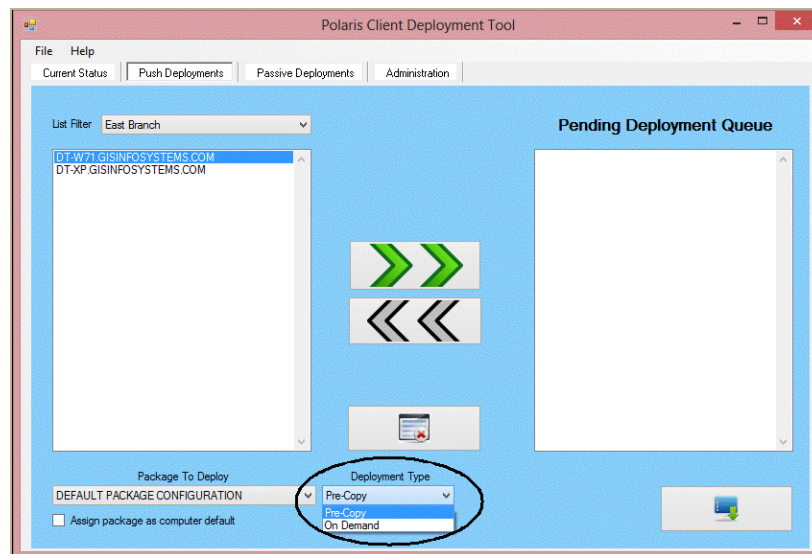 Polaris Client Deployment Tool
File Help
Current Status Push Deployments Passive Deployments Administration
List Filter East Branch
Pending Deployment Queue
DT-W71.GISINFOSYSTEMS.COM
DT-XP.GISINFOSYSTEMS.COM
Package To Deploy Deployment Type
DEFAULT PACKAGE CONFIGURATION Pre-Copy
Pre-Copy
On Demand
Assign package as computer default